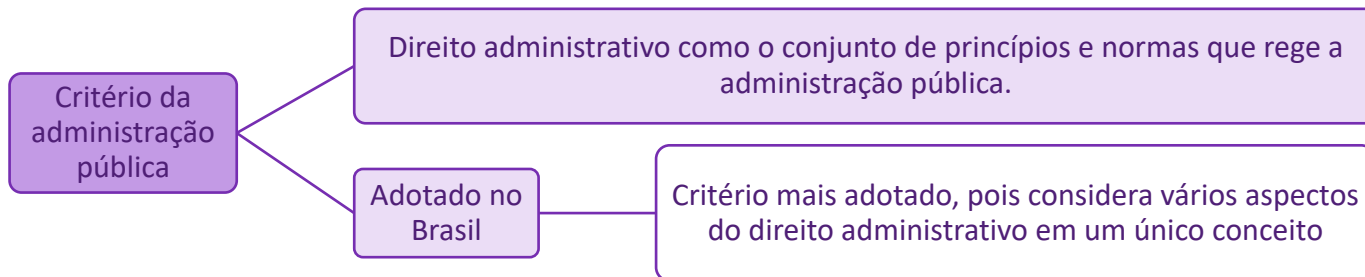 Critério da
administração
pública
Direito administrativo como o conjunto de princípios e normas que rege a
administração pública.
Adotado no
Brasil
Critério mais adotado, pois considera vários aspectos
do direito administrativo em um único conceito